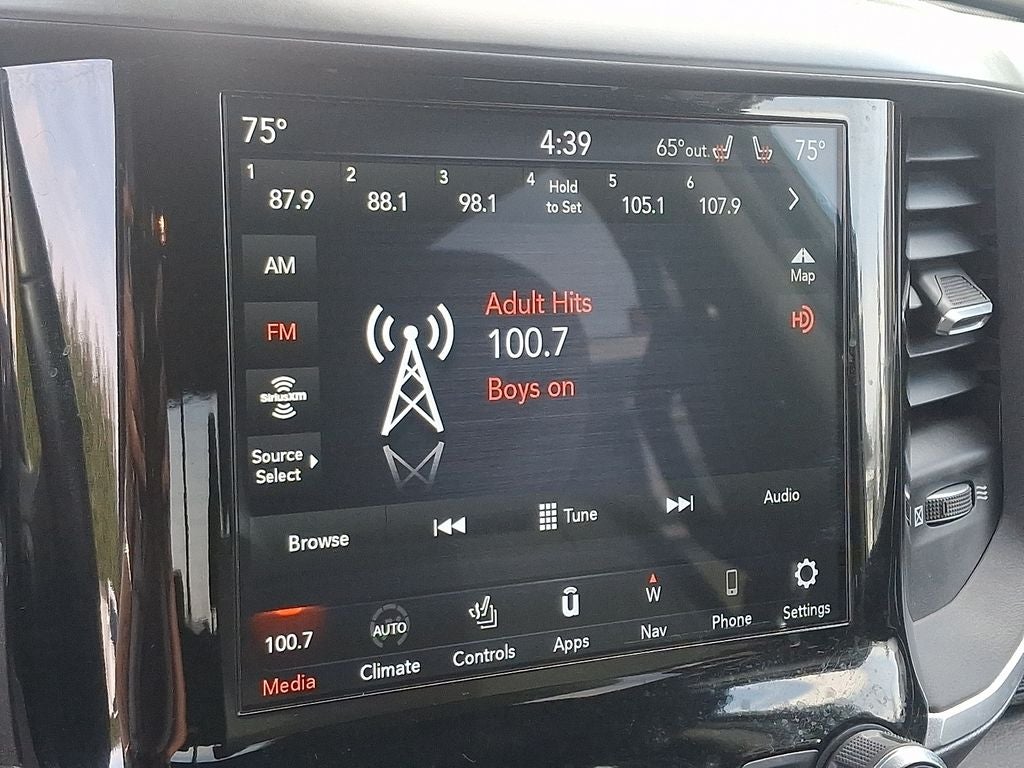 75°
4:39
65°out.
75°
1
87.9
2
88.1
3
98.1
4
Hold
to Set
5
105.1
6
107.9
AM
FM
SiriusXM
Source
Select
Adult Hits
100.7
Boys on
Map
HD
Browse
Tune
Audio
100.7
Media
AUTO
Climate
Controls
Apps
W
Nav
Phone
Settings